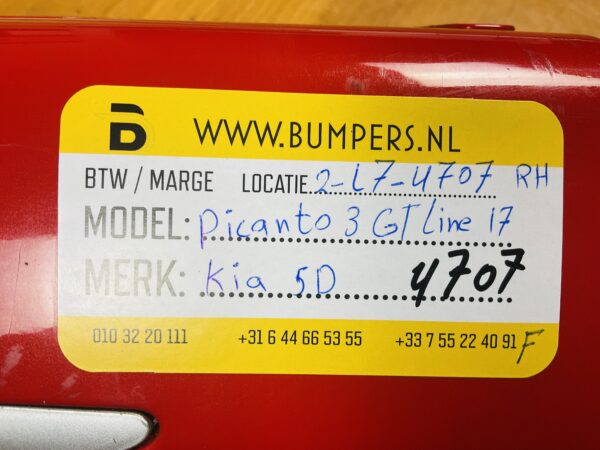 B WWW.BUMPERS.NL
BTW / MARGE LOCATIE 2-L7-4707 RH
MODEL: Picanto 3 GT line 17
MERK: Kia 5D 4707
010 32 20 111 +31 6 44 66 53 55 +33 7 55 22 40 91 F